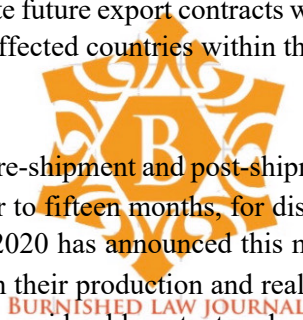 te future export contracts w
ffected countries within th
B
re-shipment and post-shipr
r to fifteen months, for dis
2020 has announced this n
n their production and real
BURNISHED LAW JOURNAL